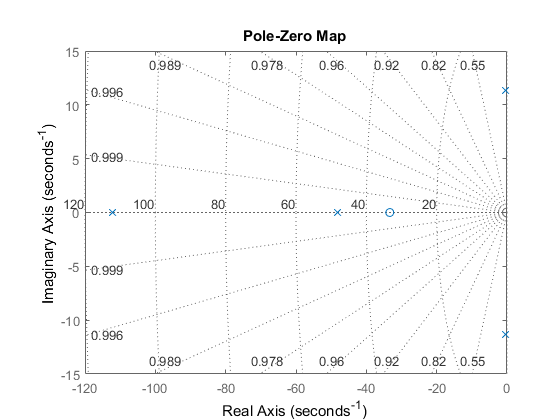 Pole-Zero Map
15
0.989 0.978 0.96 0.92 0.82 0.55
0.996
10
0.999
5
120 100 80 60 40 20
0
0.999
-5
0.996
-10
0.989 0.978 0.96 0.92 0.82 0.55
-15
-120 -100 -80 -60 -40 -20 0
Imaginary Axis (seconds⁻¹)
Real Axis (seconds⁻¹)